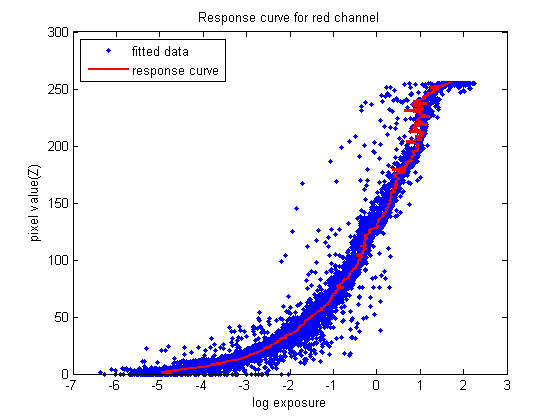 Response curve for red channel
fitted data
response curve
300
250
200
150
100
50
0
pixel value(Z)
-7 -6 -5 -4 -3 -2 -1 0 1 2 3
log exposure